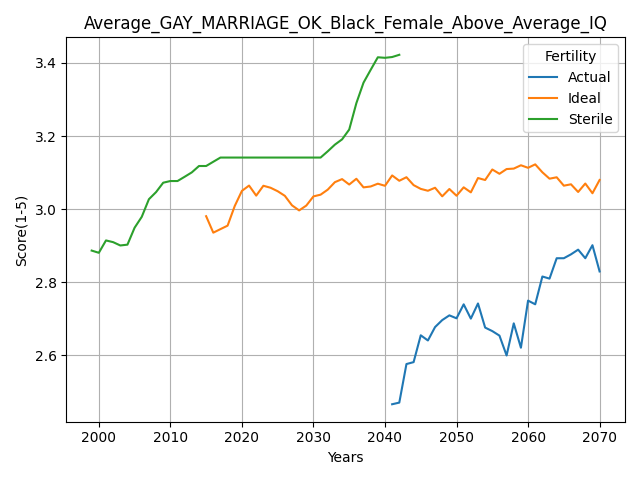 Average_GAY_MARRIAGE_OK_Black_Female_Above_Average_IQ
Fertility
Actual
Ideal
Sterile
Score(1-5)
3.4
3.2
3.0
2.8
2.6
2000 2010 2020 2030 2040 2050 2060 2070
Years